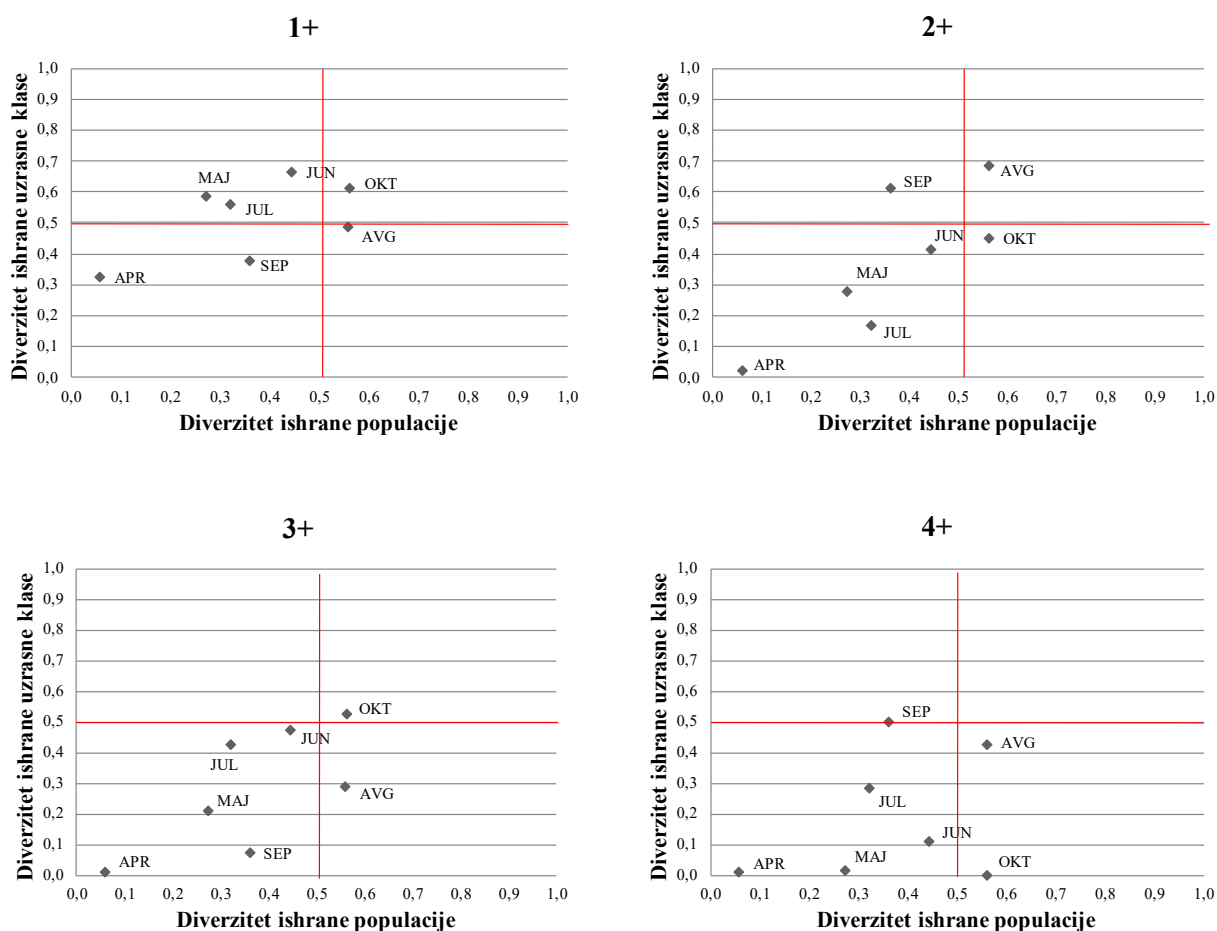 1+
Diverzitet ishrane uzrasne klase
1,0
0,9
0,8
0,7
0,6
0,5
0,4
0,3
0,2
0,1
0,0
MAJ
JUN
OKT
JUL
AVG
SEP
APR
0,0 0,1 0,2 0,3 0,4 0,5 0,6 0,7 0,8 0,9 1,0
Diverzitet ishrane populacije
2+
Diverzitet ishrane uzrasne klase
1,0
0,9
0,8
0,7
0,6
0,5
0,4
0,3
0,2
0,1
0,0
AVG
SEP
JUN
OKT
MAJ
JUL
APR
0,0 0,1 0,2 0,3 0,4 0,5 0,6 0,7 0,8 0,9 1,0
Diverzitet ishrane populacije
3+
Diverzitet ishrane uzrasne klase
1,0
0,9
0,8
0,7
0,6
0,5
0,4
0,3
0,2
0,1
0,0
OKT
JUN
JUL
AVG
MAJ
SEP
APR
0,0 0,1 0,2 0,3 0,4 0,5 0,6 0,7 0,8 0,9 1,0
Diverzitet ishrane populacije
4+
Diverzitet ishrane uzrasne klase
1,0
0,9
0,8
0,7
0,6
0,5
0,4
0,3
0,2
0,1
0,0
SEP
AVG
JUL
JUN
APR
MAJ
OKT
0,0 0,1 0,2 0,3 0,4 0,5 0,6 0,7 0,8 0,9 1,0
Diverzitet ishrane populacije